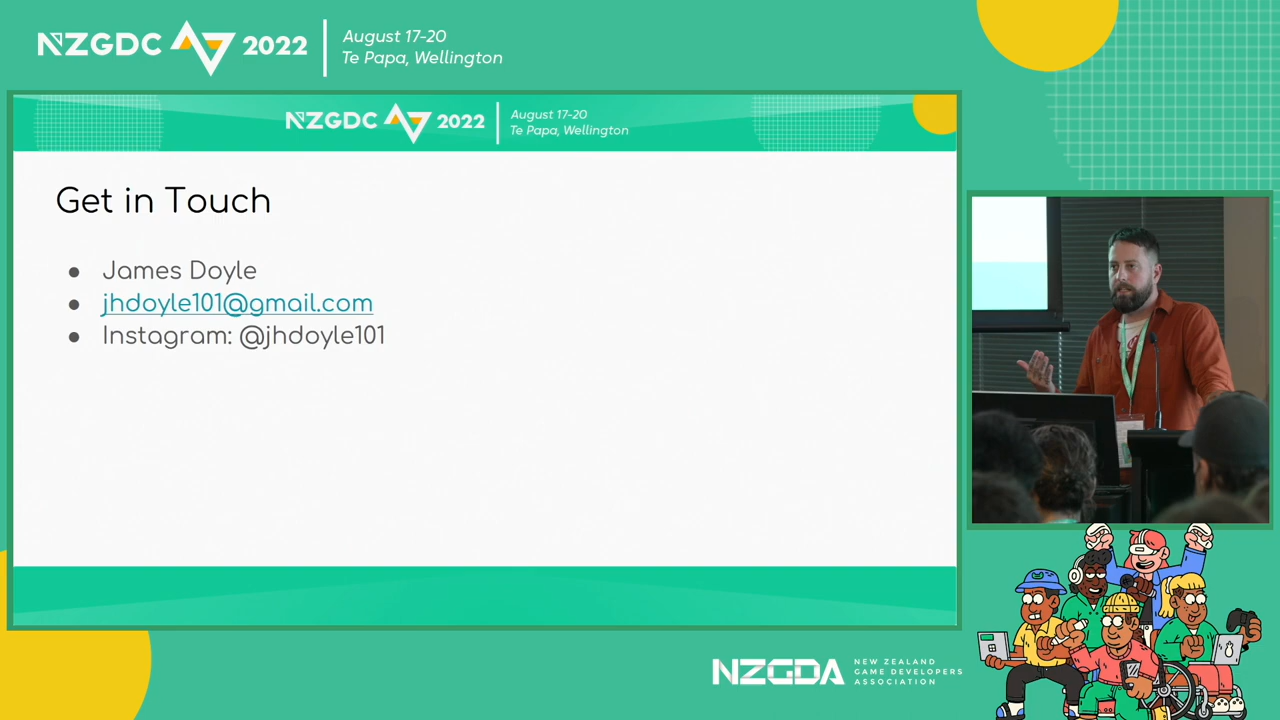 NZGDC 2022
August 17-20
Te Papa, Wellington
NZGDC 2022
August 17-20
Te Papa, Wellington
Get in Touch
● James Doyle
● jhdoyle101@gmail.com
● Instagram: @jhdoyle101
NZGDA
NEW ZEALAND
GAME DEVELOPERS
ASSOCIATION